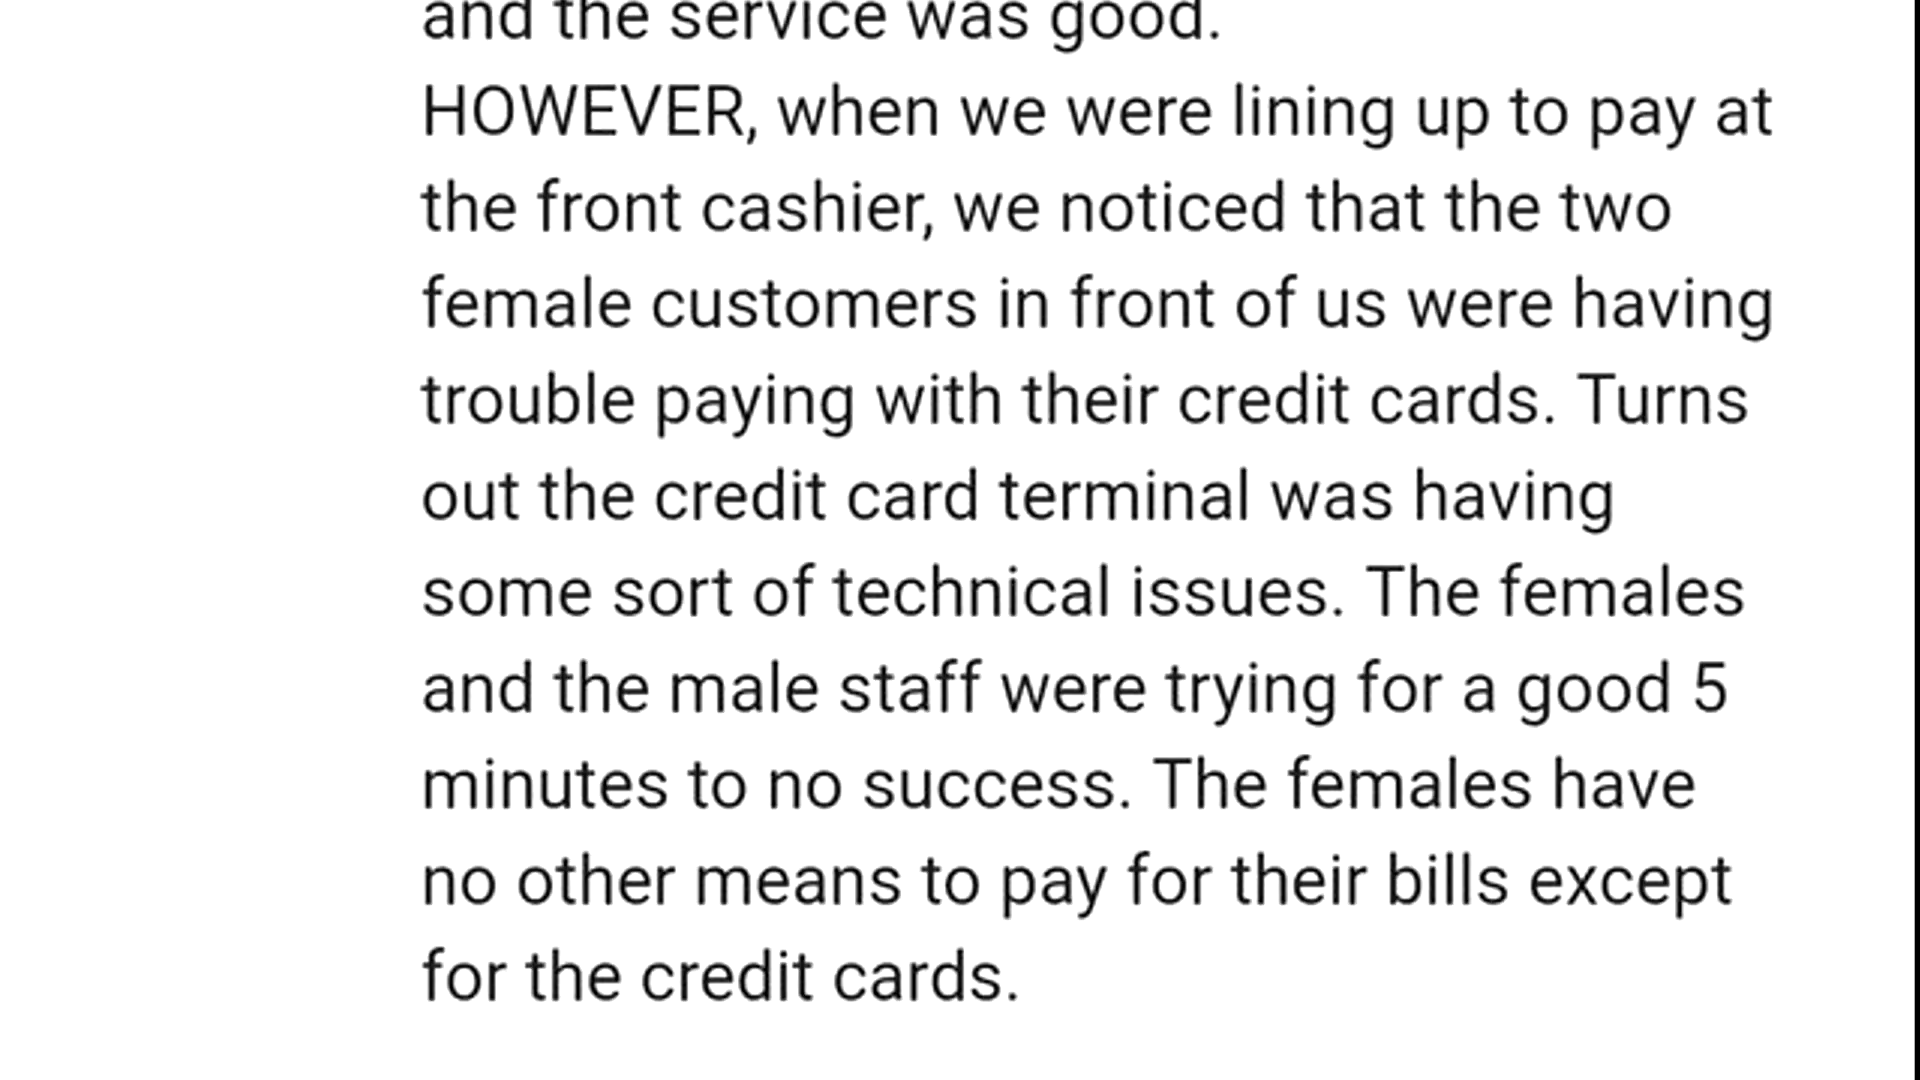 and the service was good.
HOWEVER, when we were lining up to pay at
the front cashier, we noticed that the two
female customers in front of us were having
trouble paying with their credit cards. Turns
out the credit card terminal was having
some sort of technical issues. The females
and the male staff were trying for a good 5
minutes to no success. The females have
no other means to pay for their bills except
for the credit cards.